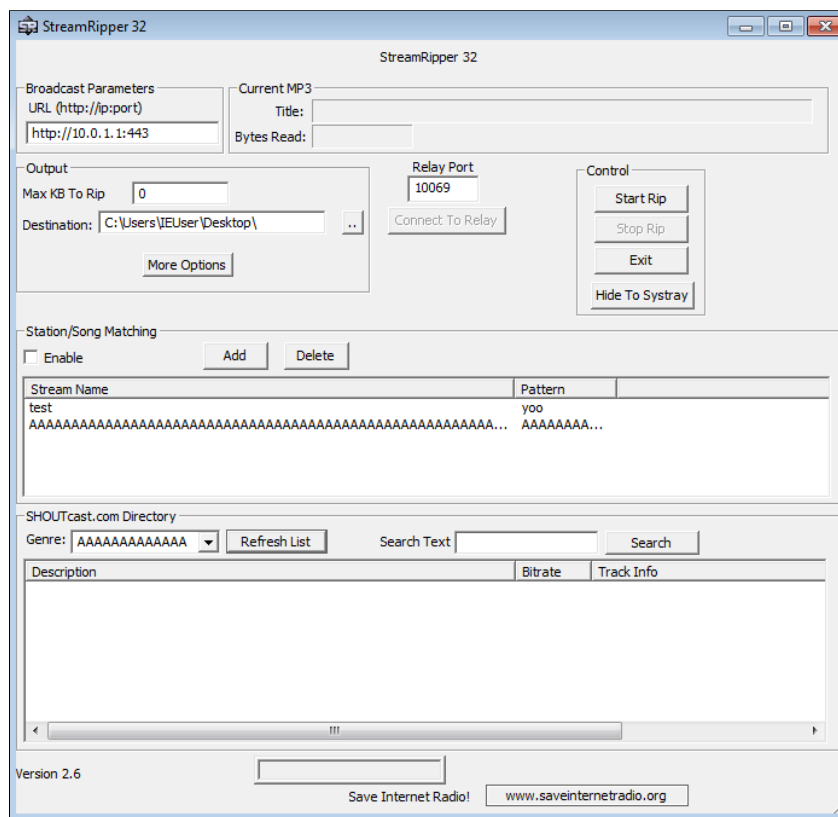 StreamRipper 32
StreamRipper 32
Broadcast Parameters
URL (http://ip:port)
http://10.0.1.1:443
Current MP3
Title:
Bytes Read:
Output
Max KB To Rip 0
Destination: C:\Users\IEUser\Desktop\ ..
More Options
Relay Port
10069
Connect To Relay
Control
Start Rip
Stop Rip
Exit
Hide To Systray
Station/Song Matching
Enable Add Delete
Stream Name Pattern
test yoo
AAAAAAAAAAAAAAAAAAAAAAAAAAAAAAAAAAAAAAAAAAAAAAAAAAAAAAA... AAAAAAAA...
SHOUTcast.com Directory
Genre: AAAAAAAAAAAAA Refresh List Search Text Search
Description Bitrate Track Info
Version 2.6
Save Internet Radio! www.saveinternetradio.org